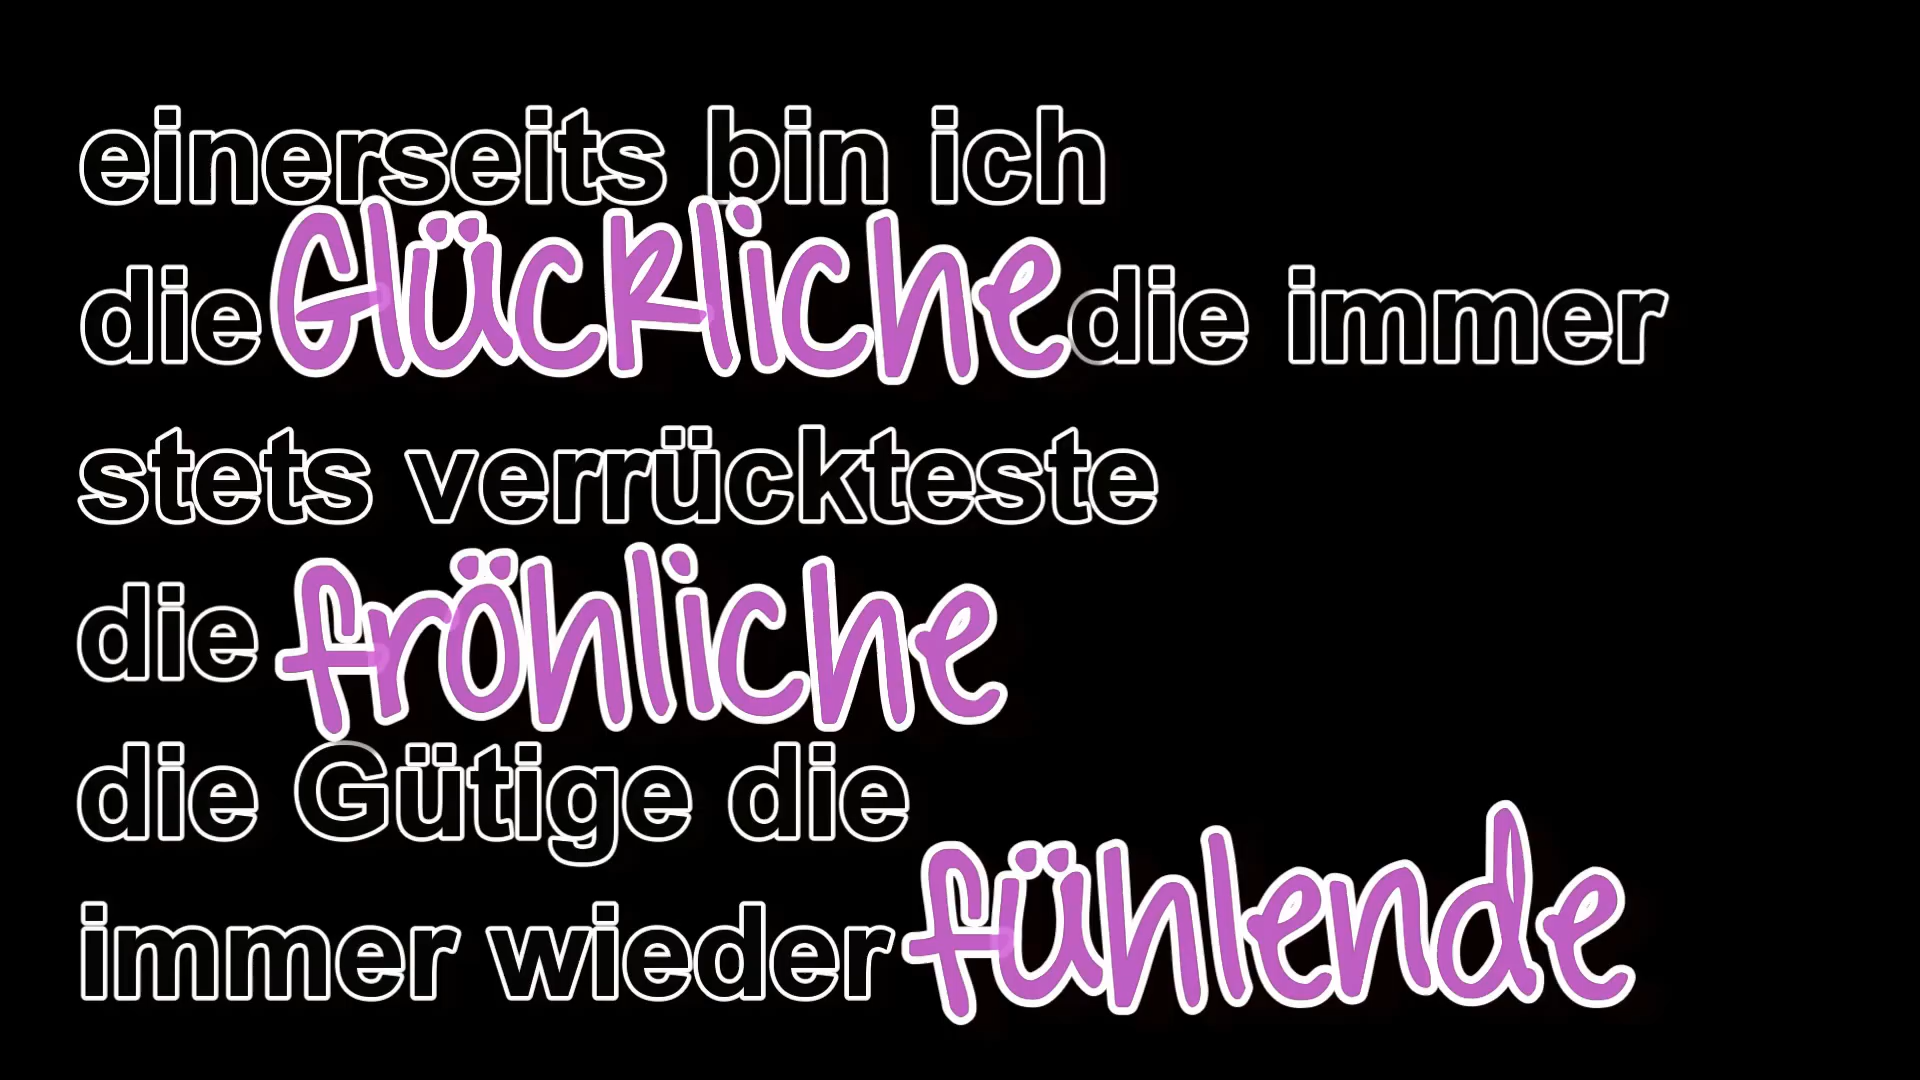 einerseits bin ich
die Glückliche die immer
stets verrückteste
die fröhliche
die Gütige die
immer wieder fühlende